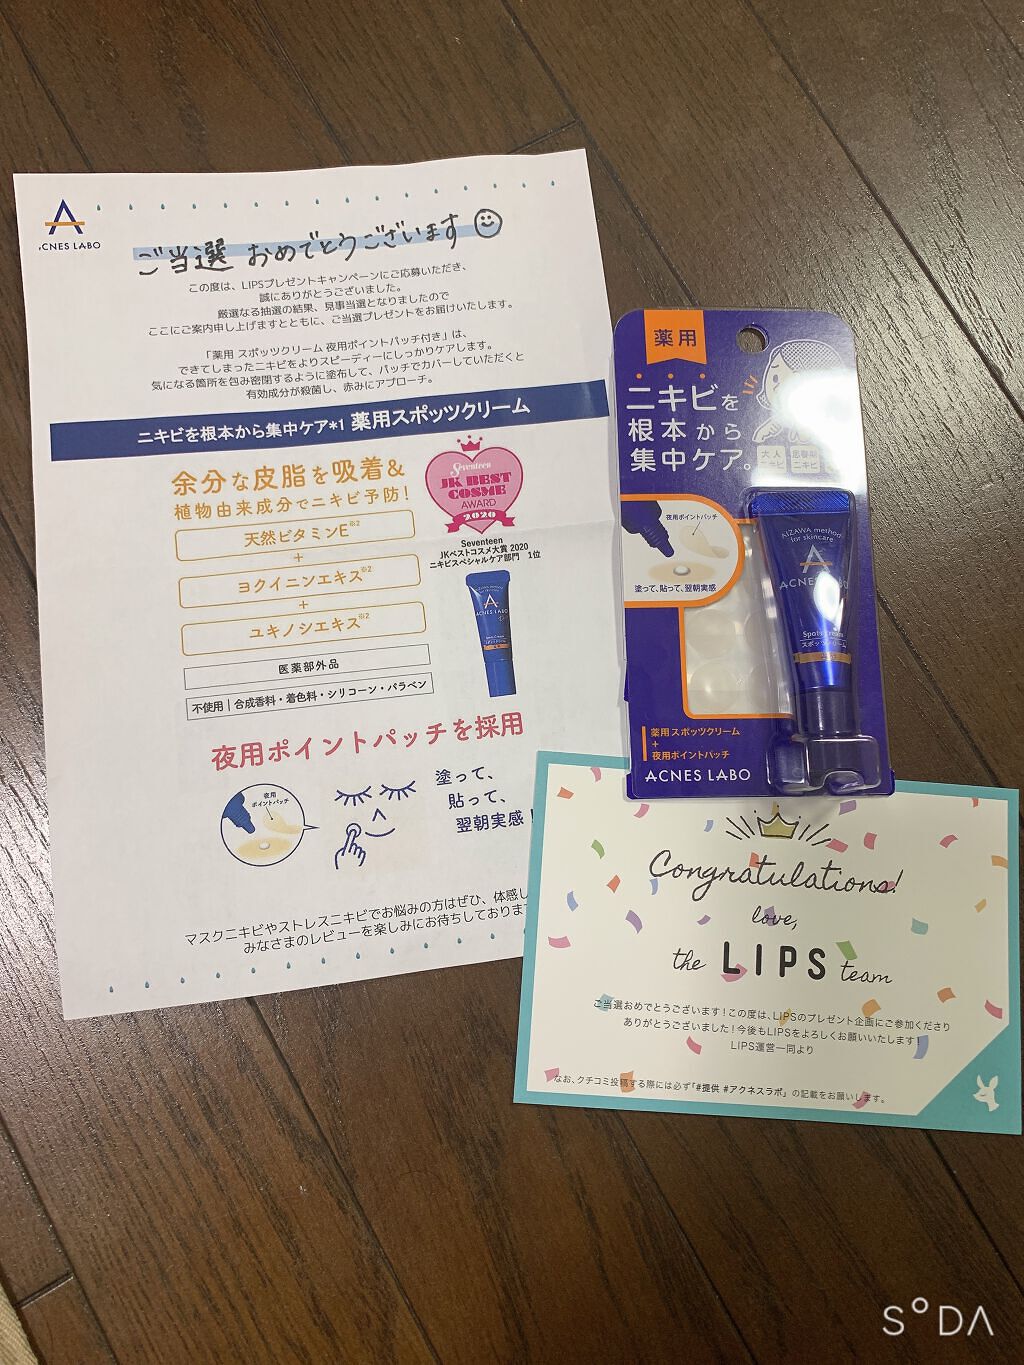 ACNES LABO
ご当選 おめでとうございます
この度は、LIPSプレゼントキャンペーンにご応募いただき、
誠にありがとうございました。
厳選なる抽選の結果、見事当選となりましたので
ここにご案内申し上げますとともに、ご当選プレゼントをお届けいたします。
「薬用 スポッツクリーム 夜用ポイントパッチ付き」は、
できてしまったニキビをよりスピーディーにしっかりケアします。
気になる箇所を包み密閉するように塗布して、パッチでカバーしていただくと
有効成分が殺菌し、赤みにアプローチ。
ニキビを根本から集中ケア*1 薬用スポッツクリーム
余分な皮脂を吸着&
植物由来成分でニキビ予防!
天然ビタミンE※2
+
ヨクイニンエキス※2
+
ユキノシエキス※2
医薬部外品
不使用|合成香料・着色料・シリコーン・パラベン
Seventeen
JK BEST
COSME
AWARD
2020
Seventeen
JKベストコスメ大賞 2020
ニキビスペシャルケア部門 1位
ACNES LABO
Spots Cream
夜用ポイントパッチを採用
夜用
ポイントパッチ
塗って、
貼って、
翌朝実感!
マスクニキビやストレスニキビでお悩みの方はぜひ、体感し
みなさまのレビューを楽しみにお待ちしております
薬用
ニキビを
根本から
集中ケア。
大人
ニキビ
思春期
ニキビ
夜用ポイントパッチ
塗って、貼って、翌朝実感
AIZAWA method
for skincare
ACNES LABO
Spots Cream
スポッツクリーム
薬用 スポッツクリーム
+
夜用ポイントパッチ
ACNES LABO
Congratulations!
love,
the LIPS team
ご当選おめでとうございます!この度は、LIPSのプレゼント企画にご参加くださり
ありがとうございました!今後もLIPSをよろしくお願いいたします!
LIPS運営一同より
なお、クチコミ投稿する際には必ず「#提供 #アクネスラボ」の記載をお願いします。
SODA